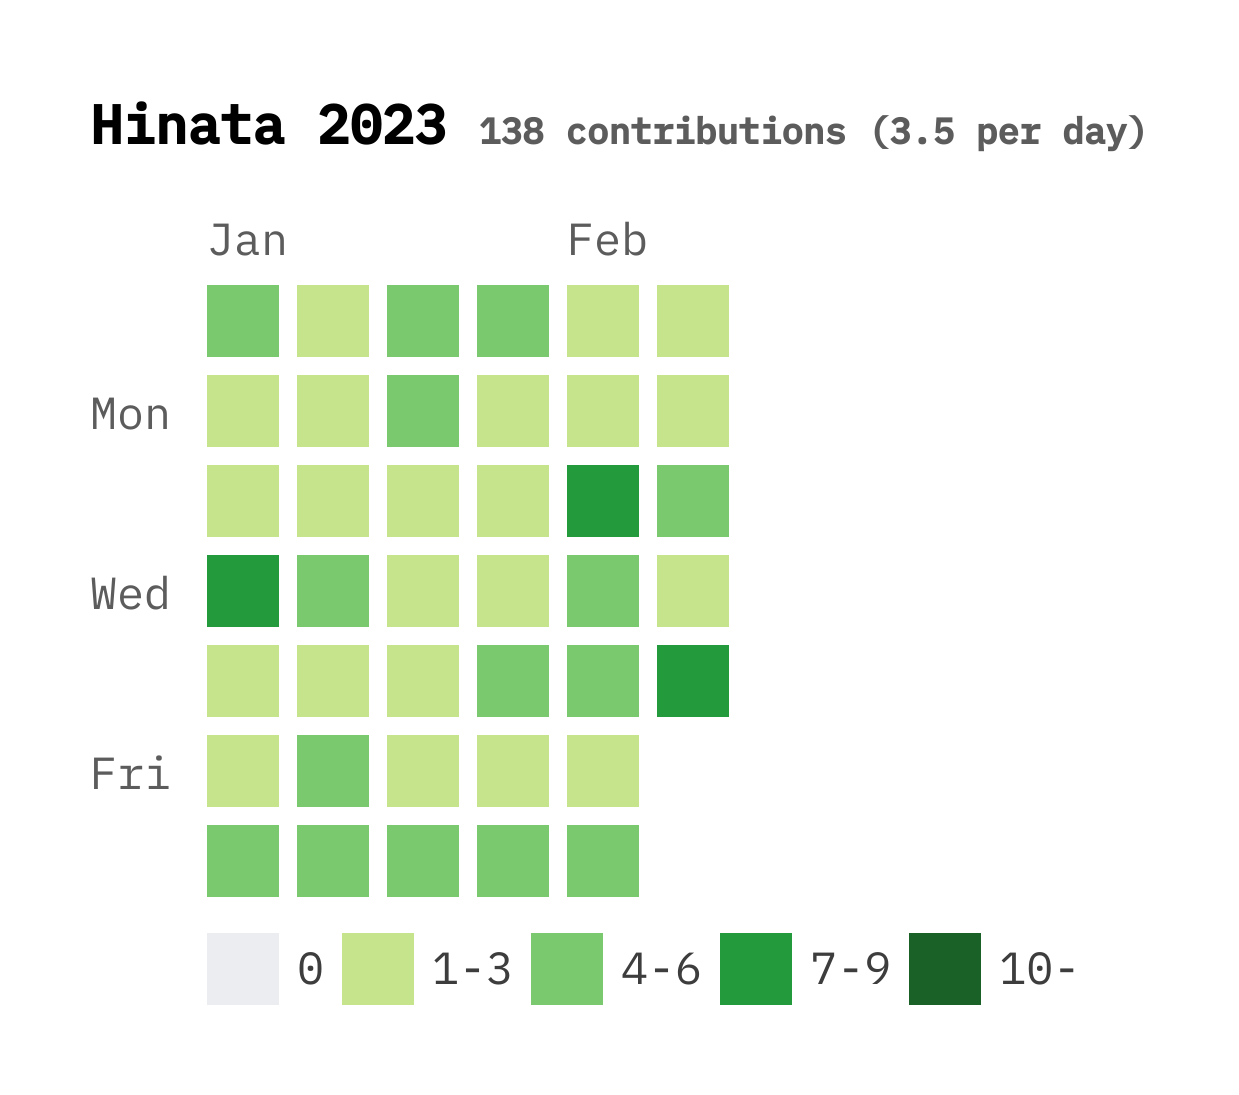 Hinata 2023 138 contributions (3.5 per day)
Jan Feb
Mon
Wed
Fri
0 1-3 4-6 7-9 10-